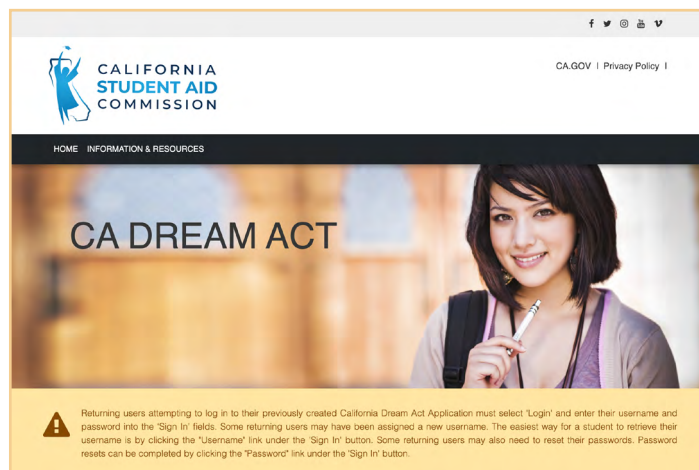 CA.GOV | Privacy Policy |
CALIFORNIA
STUDENT AID
COMMISSION
HOME INFORMATION & RESOURCES
CA DREAM ACT
Returning users attempting to log in to their previously created California Dream Act Application must select 'Login' and enter their username and
password into the 'Sign In' fields. Some returning users may have been assigned a new username. The easiest way for a student to retrieve their
username is by clicking the "Username" link under the 'Sign In' button. Some returning users may also need to reset their passwords. Password
resets can be completed by clicking the "Password" link under the 'Sign In' button.